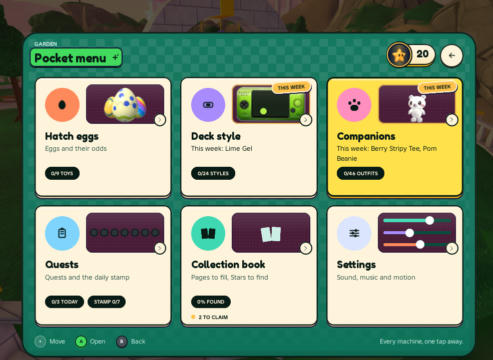 GARDEN
Pocket menu
20
Hatch eggs
Eggs and their odds
0/9 TOYS
THIS WEEK
Deck style
This week: Lime Gel
0/24 STYLES
THIS WEEK
Companions
This week: Berry Stripy Tee, Pom
Beanie
0/46 OUTFITS
Quests
Quests and the daily stamp
0/3 TODAY
STAMP 0/7
Collection book
Pages to fill, Stars to find
0% FOUND
2 TO CLAIM
Settings
Sound, music and motion
Move
A Open
B Back
Every machine, one tap away.